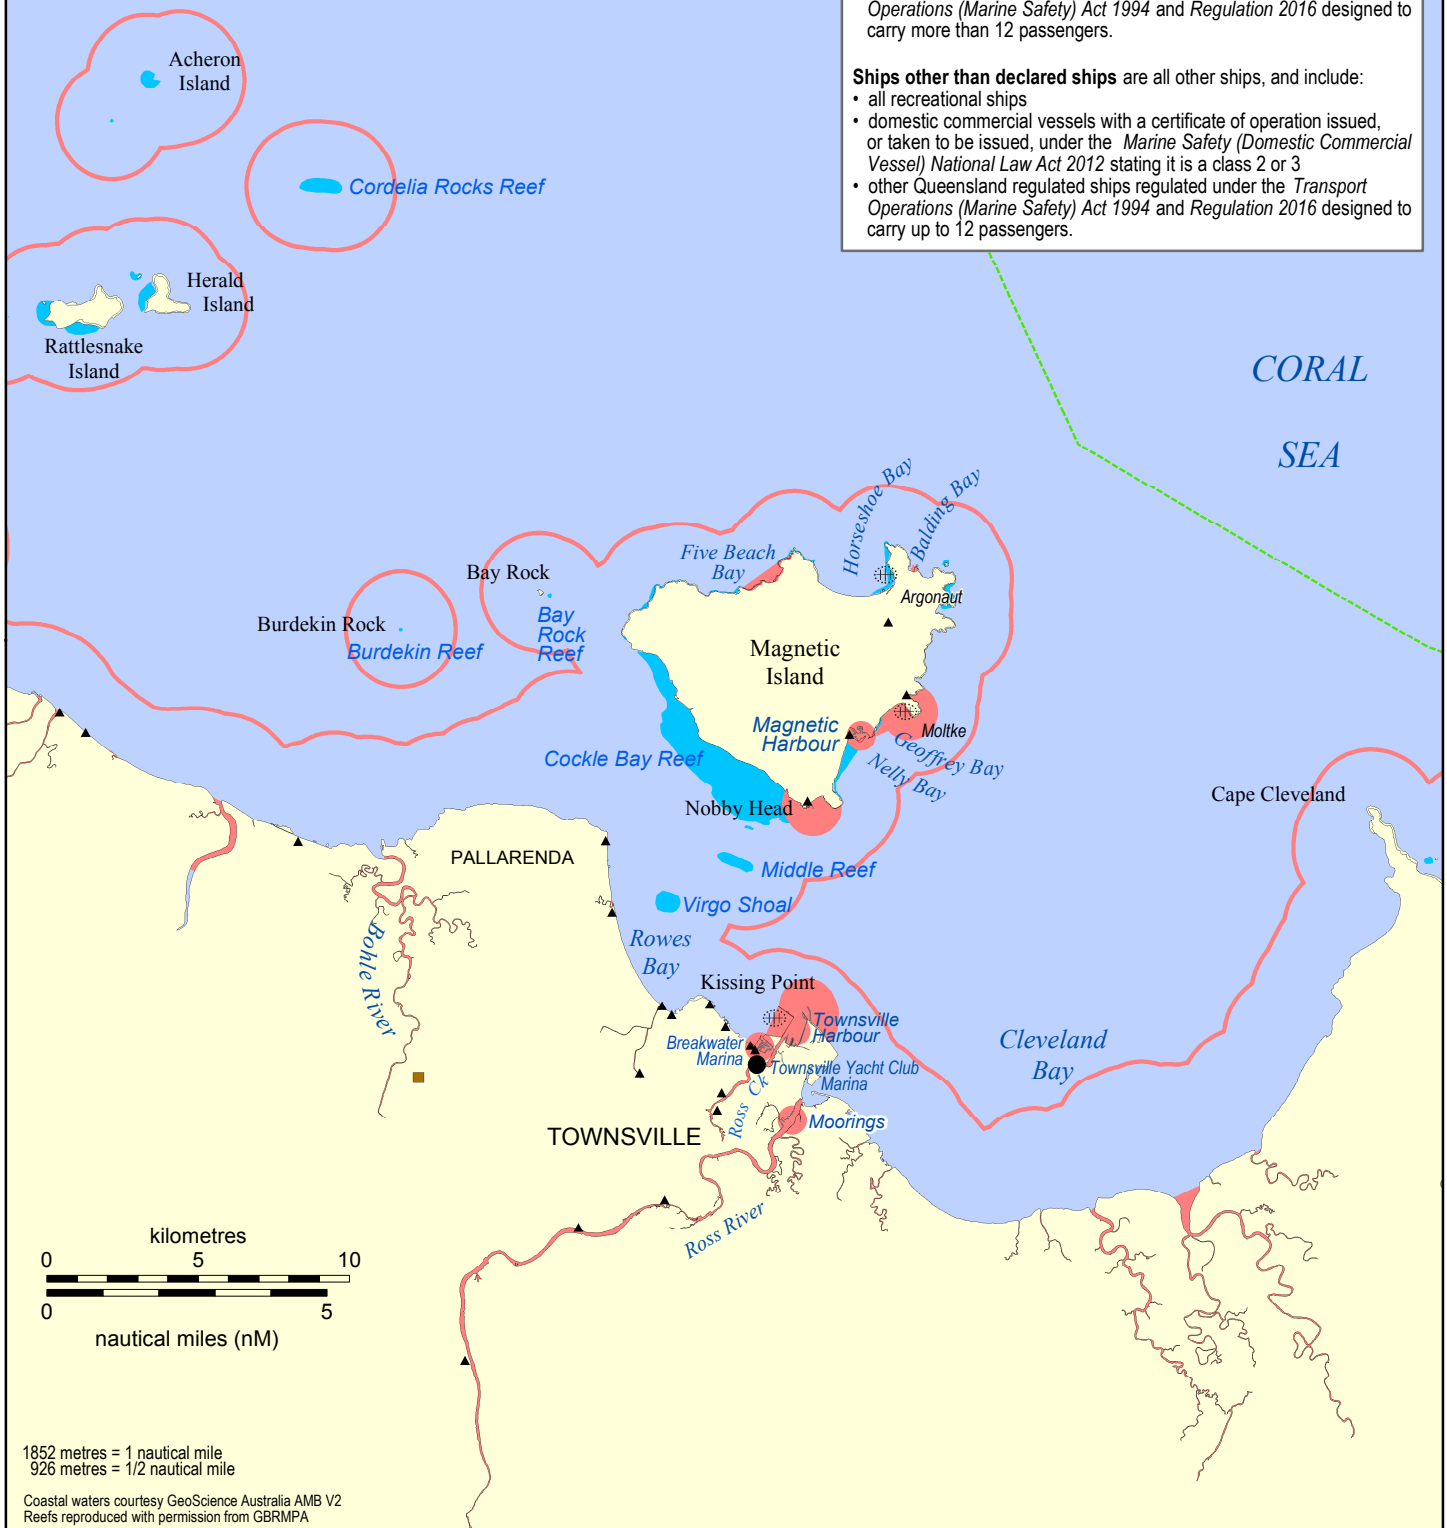 Operations (Marine Safety) Act 1994 and Regulation 2016 designed to
carry more than 12 passengers.
Ships other than declared ships are all other ships, and include:
• all recreational ships
• domestic commercial vessels with a certificate of operation issued,
or taken to be issued, under the Marine Safety (Domestic Commercial
Vessel) National Law Act 2012 stating it is a class 2 or 3
• other Queensland regulated ships regulated under the Transport
Operations (Marine Safety) Act 1994 and Regulation 2016 designed to
carry up to 12 passengers.
Acheron
Island
Cordelia Rocks Reef
Herald
Island
Rattlesnake
Island
CORAL
SEA
Horseshoe Bay
Balding Bay
Five Beach
Bay
Bay Rock
Argonaut
Bay
Rock
Reef
Burdekin Rock
Burdekin Reef
Magnetic
Island
Magnetic
Harbour
Moltke
Geoffrey Bay
Nelly Bay
Cockle Bay Reef
Nobby Head
Cape Cleveland
PALLARENDA
Middle Reef
Virgo Shoal
Bohle River
Rowes
Bay
Kissing Point
Townsville
Harbour
Breakwater
Marina
Cleveland
Bay
Townsville Yacht Club
Marina
Ross Ck
Moorings
TOWNSVILLE
Ross River
kilometres
0 5 10
0 5
nautical miles (nM)
1852 metres = 1 nautical mile
926 metres = 1/2 nautical mile
Coastal waters courtesy GeoScience Australia AMB V2
Reefs reproduced with permission from GBRMPA